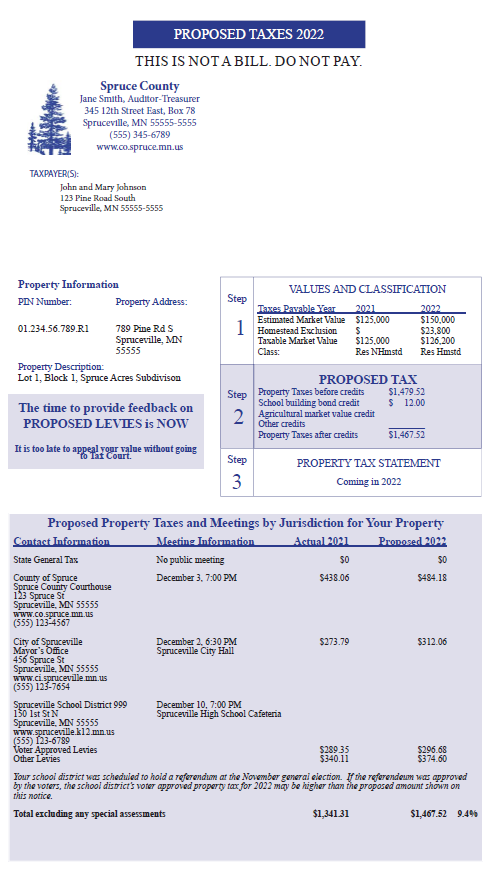 PROPOSED TAXES 2022
THIS IS NOT A BILL. DO NOT PAY.
Spruce County
Jane Smith, Auditor-Treasurer
345 12th Street East, Box 78
Spruceville, MN 55555-5555
(555) 345-6789
www.co.spruce.mn.us
TAXPAYER(S):
John and Mary Johnson
123 Pine Road South
Spruceville, MN 55555-5555
Property Information
PIN Number: Property Address:
01.234.56.789.R1 789 Pine Rd S
Spruceville, MN
55555
Property Description:
Lot 1, Block 1, Spruce Acres Subdivison
The time to provide feedback on
PROPOSED LEVIES is NOW
It is too late to appeal your value without going
to Tax Court.
Step
1
VALUES AND CLASSIFICATION
Taxes Payable Year 2021 2022
Estimated Market Value $125,000 $150,000
Homestead Exclusion $ $23,800
Taxable Market Value $125,000 $126,200
Class: Res NHmstd Res Hmstd
Step
2
PROPOSED TAX
Property Taxes before credits $1,479.52
School building bond credit $ 12.00
Agricultural market value credit
Other credits
Property Taxes after credits $1,467.52
Step
3
PROPERTY TAX STATEMENT
Coming in 2022
Proposed Property Taxes and Meetings by Jurisdiction for Your Property
Contact Information Meeting Information Actual 2021 Proposed 2022
State General Tax No public meeting $0 $0
County of Spruce December 3, 7:00 PM $438.06 $484.18
Spruce County Courthouse
123 Spruce St
Spruceville, MN 55555
www.co.spruce.mn.us
(555) 123-4567
City of Spruceville December 2, 6:30 PM $273.79 $312.06
Mayor's Office Spruceville City Hall
456 Spruce St
Spruceville, MN 55555
www.ci.spruceville.mn.us
(555) 123-7654
Spruceville School District 999 December 10, 7:00 PM
150 1st St N Spruceville High School Cafeteria
Spruceville, MN 55555
www.spruceville.k12.mn.us
(555) 123-6789
Voter Approved Levies $289.35 $296.68
Other Levies $340.11 $374.60
Your school district was scheduled to hold a referendum at the November general election. If the referendum was approved
by the voters, the school district's voter approved property tax for 2022 may be higher than the proposed amount shown on
this notice.
Total excluding any special assessments $1,341.31 $1,467.52 9.4%